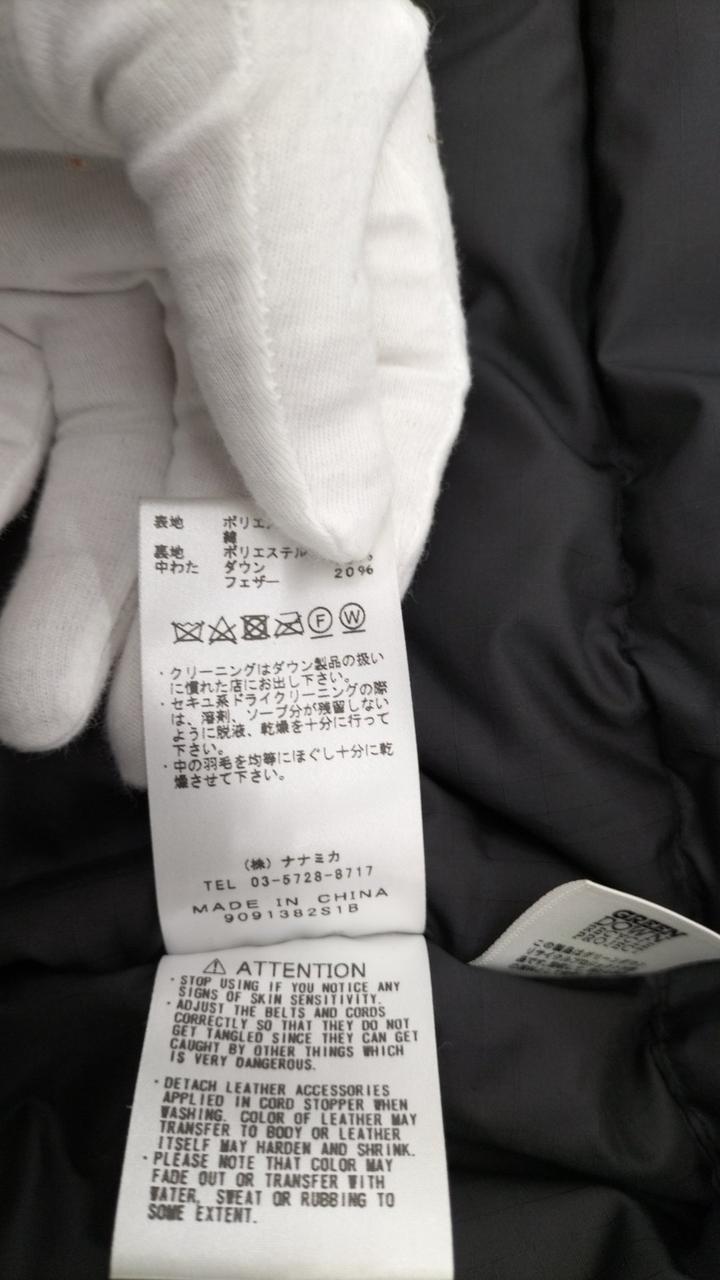 表地 ポリエ
綿
裏地 ポリエステル
中わた ダウン
フェザー 20%
F W
・クリーニングはダウン製品の扱い
に慣れた店にお出し下さい。
・セキユ系ドライクリーニングの際
は、溶剤、ソープ分が残留しない
ように脱液、乾燥を十分に行って
下さい。
・中の羽毛を均等にほぐし十分に乾
燥させて下さい。
(株)ナナミカ
TEL 03-5728-8717
MADE IN CHINA
9091382S1B
ATTENTION
・STOP USING IF YOU NOTICE ANY
SIGNS OF SKIN SENSITIVITY.
・ADJUST THE BELTS AND CORDS
CORRECTLY SO THAT THEY DO NOT
GET TANGLED SINCE THEY CAN GET
CAUGHT BY OTHER THINGS WHICH
IS VERY DANGEROUS.
・DETACH LEATHER ACCESSORIES
APPLIED IN CORD STOPPER WHEN
WASHING. COLOR OF LEATHER MAY
TRANSFER TO BODY OR LEATHER
ITSELF MAY HARDEN AND SHRINK.
・PLEASE NOTE THAT COLOR MAY
FADE OUT OR TRANSFER WITH
WATER, SWEAT OR RUBBING TO
SOME EXTENT.
GREEN
DOWN
RECYCLE
PROJECT